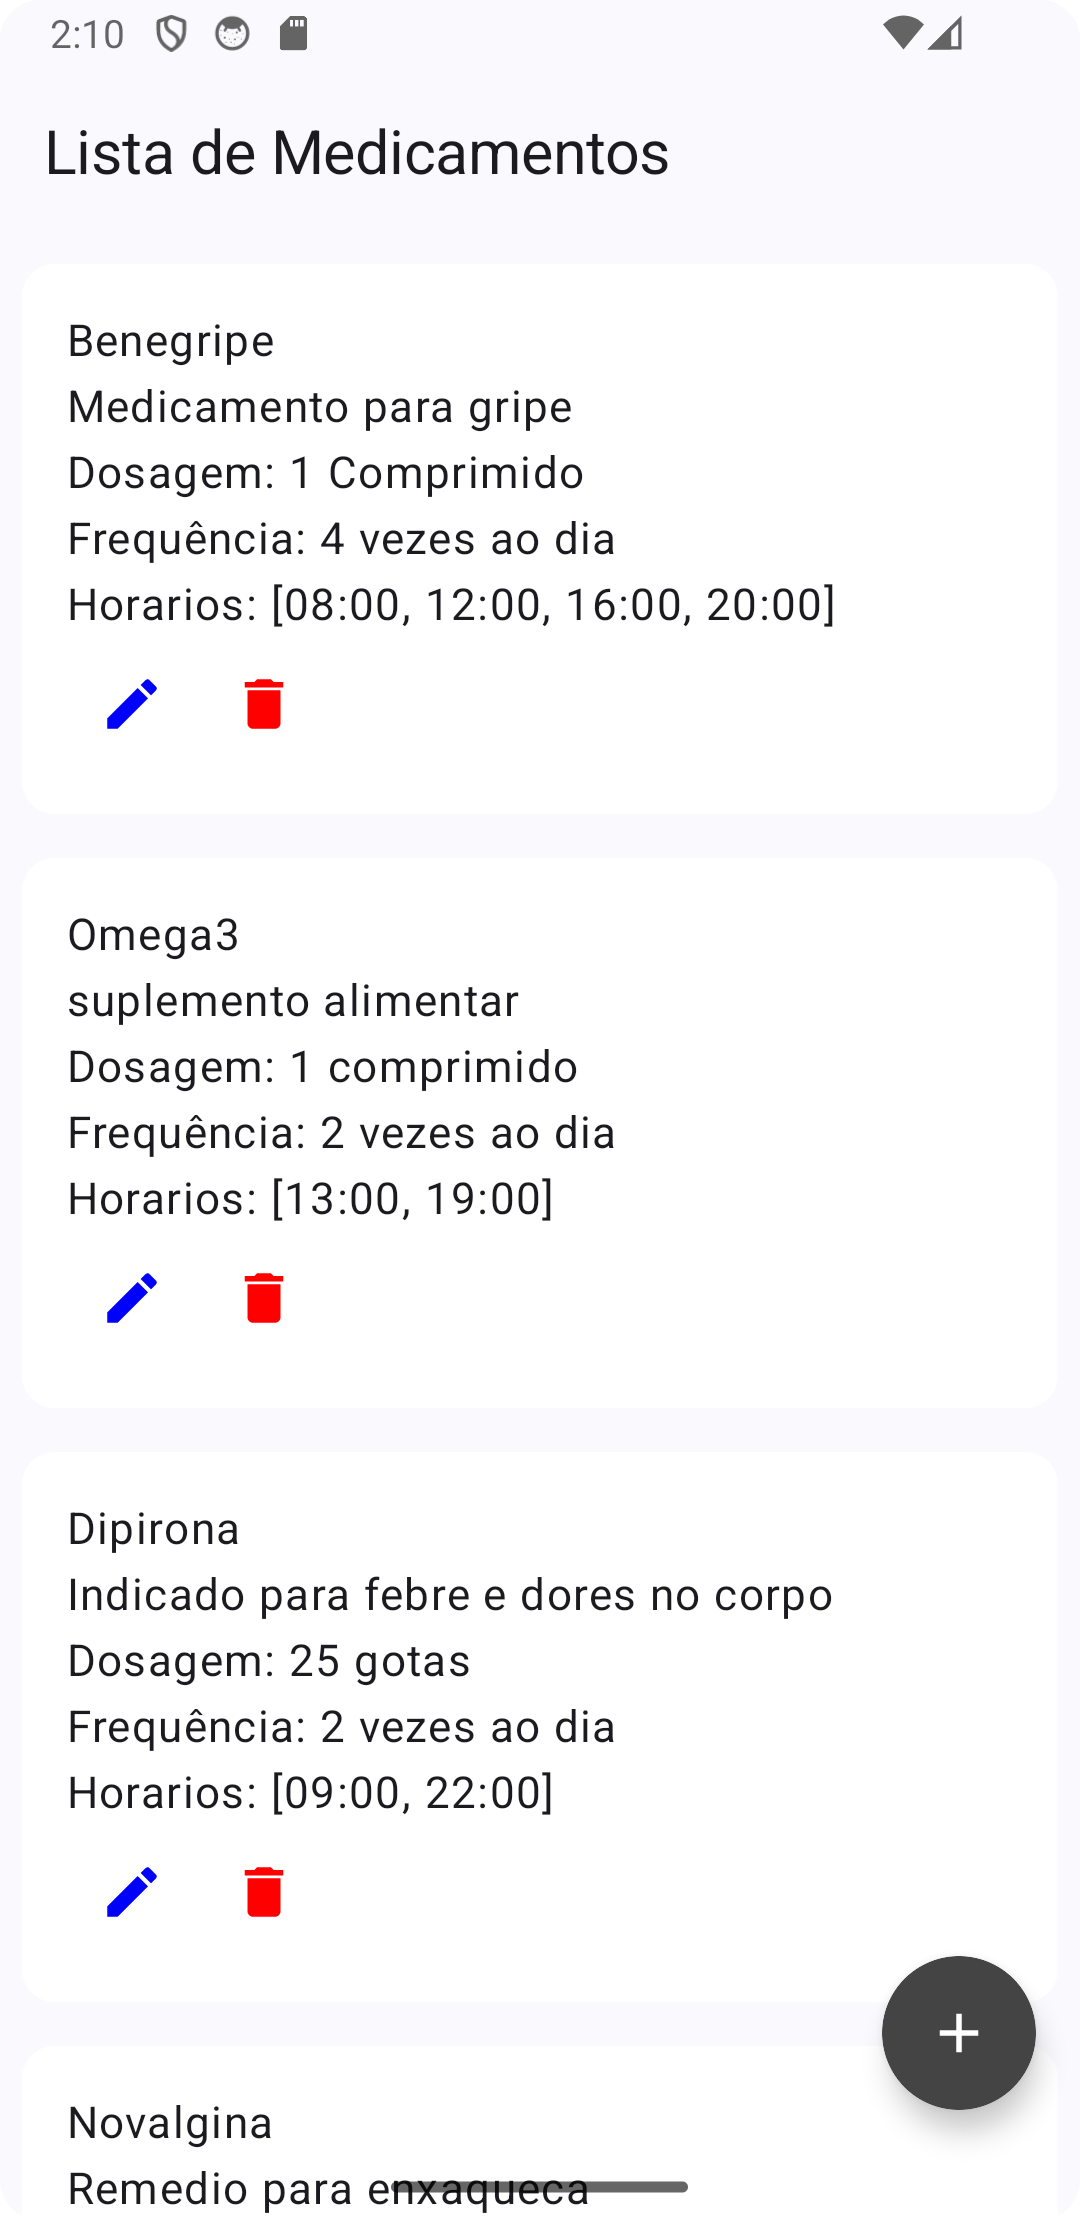 2:10
Lista de Medicamentos
Benegripe
Medicamento para gripe
Dosagem: 1 Comprimido
Frequência: 4 vezes ao dia
Horarios: [08:00, 12:00, 16:00, 20:00]
Omega3
suplemento alimentar
Dosagem: 1 comprimido
Frequência: 2 vezes ao dia
Horarios: [13:00, 19:00]
Dipirona
Indicado para febre e dores no corpo
Dosagem: 25 gotas
Frequência: 2 vezes ao dia
Horarios: [09:00, 22:00]
Novalgina
Remedio para enxaqueca